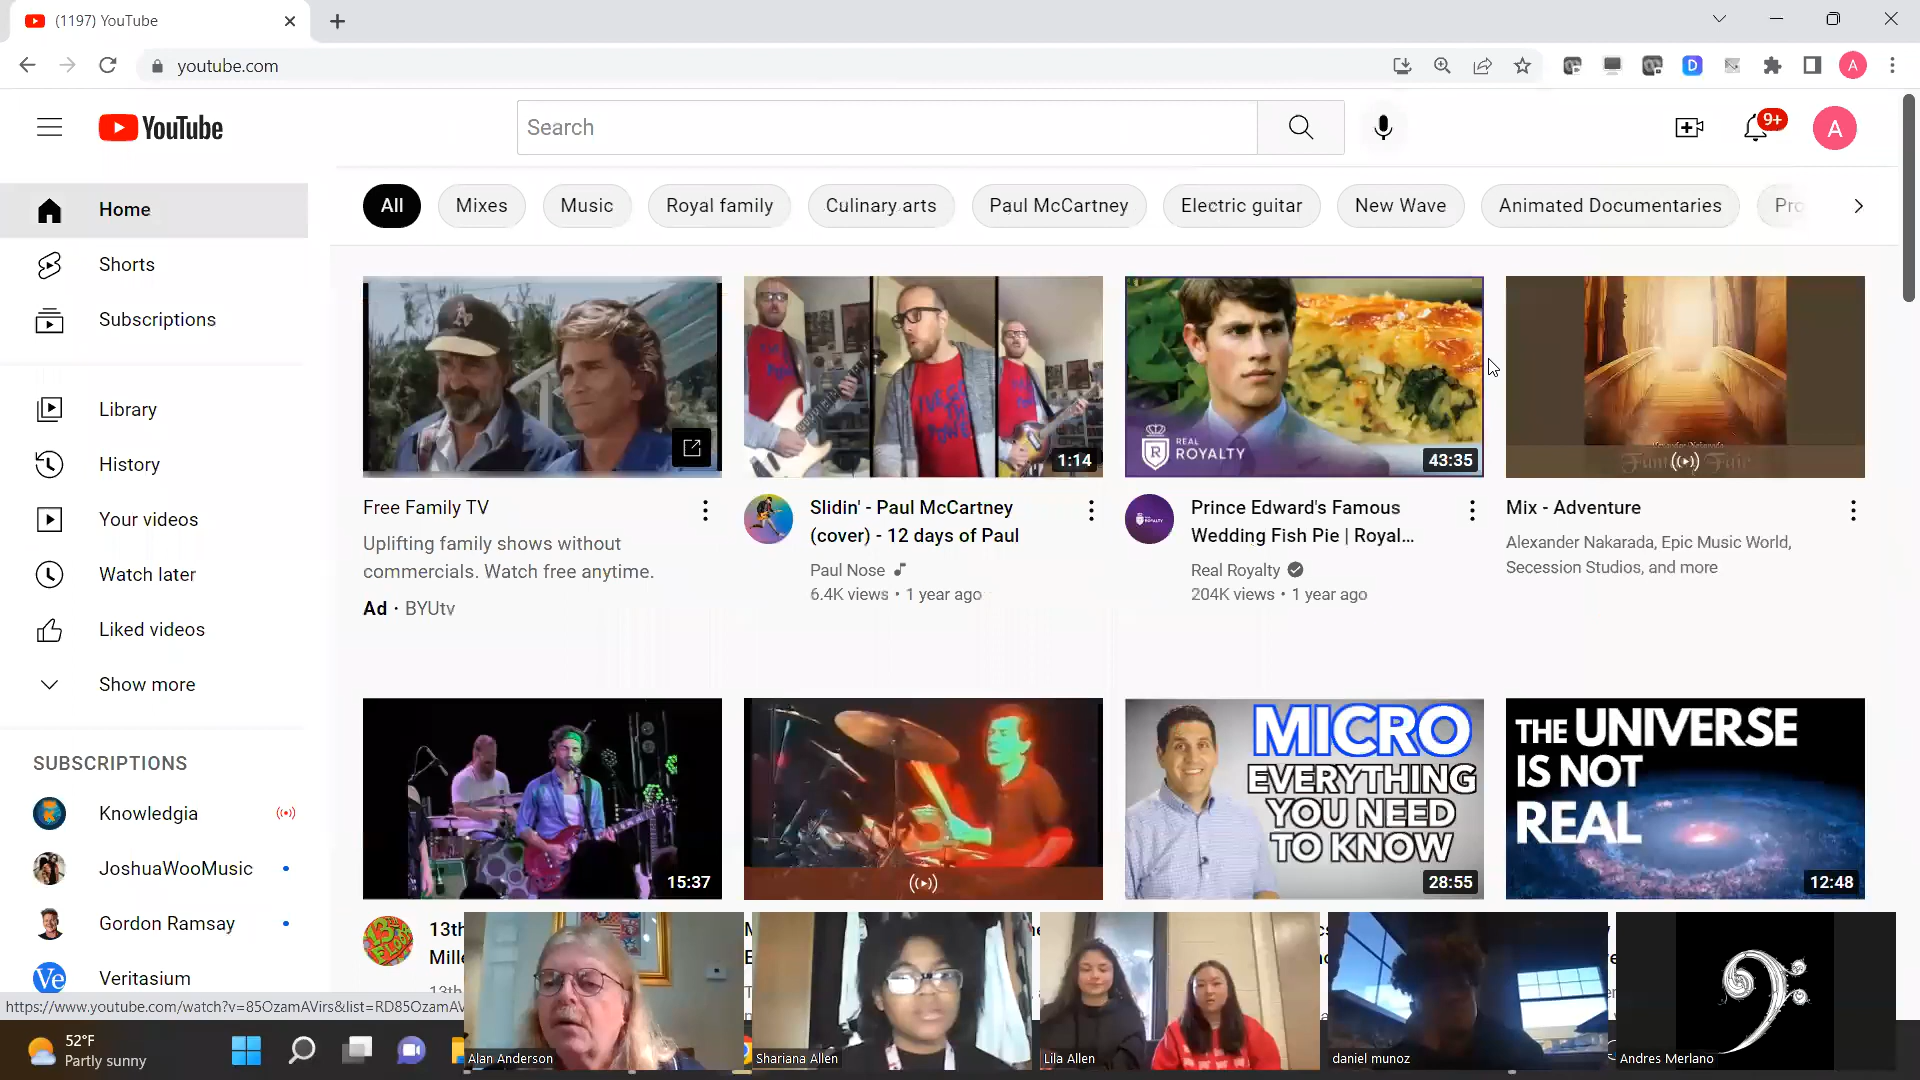 (1197) YouTube
youtube.com
YouTube
Search
9+
A
A
Home
Shorts
Subscriptions
Library
History
Your videos
Watch later
Liked videos
Show more
SUBSCRIPTIONS
Knowledgia
JoshuaWooMusic
Gordon Ramsay
Veritasium
All
Mixes
Music
Royal family
Culinary arts
Paul McCartney
Electric guitar
New Wave
Animated Documentaries
Pro
Free Family TV
Uplifting family shows without
commercials. Watch free anytime.
Ad · BYUtv
1:14
Slidin' - Paul McCartney
(cover) - 12 days of Paul
Paul Nose
6.4K views • 1 year ago
REAL
ROYALTY
43:35
Prince Edward's Famous
Wedding Fish Pie | Royal...
Real Royalty
204K views • 1 year ago
Mix - Adventure
Alexander Nakarada, Epic Music World,
Secession Studios, and more
15:37
13th
Mille
MICRO
EVERYTHING
YOU NEED
TO KNOW
28:55
THE UNIVERSE
IS NOT
REAL
12:48
https://www.youtube.com/watch?v=85OzamAVirs&list=RD85OzamAV
52°F
Partly sunny
Alan Anderson
Shariana Allen
Lila Allen
daniel munoz
Andres Merlano